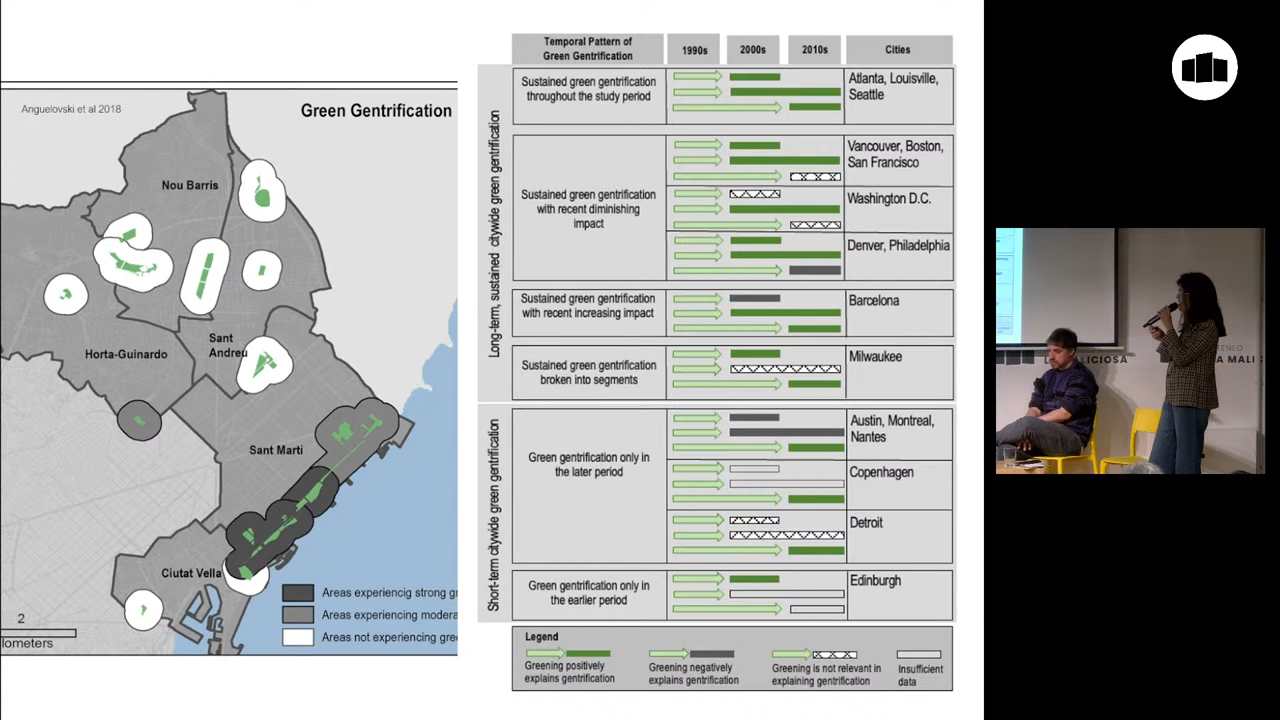 Anguelovski et al 2018
Green Gentrification
Nou Barris
Horta-Guinardo
Sant
Andreu
Sant Marti
Ciutat Vella
2
lometers
Areas experiencig strong gr
Areas experiencing modera
Areas not experiencing gree
Temporal Pattern of
Green Gentrification
1990s
2000s
2010s
Cities
Long-term, sustained citywide green gentrification
Sustained green gentrification
throughout the study period
Atlanta, Louisville,
Seattle
Sustained green gentrification
with recent diminishing
impact
Vancouver, Boston,
San Francisco
Washington D.C.
Denver, Philadelphia
Sustained green gentrification
with recent increasing impact
Barcelona
Sustained green gentrification
broken into segments
Milwaukee
Short-term citywide green gentrification
Green gentrification only in
the later period
Austin, Montreal,
Nantes
Copenhagen
Detroit
Green gentrification only in
the earlier period
Edinburgh
Legend
Greening positively
explains gentrification
Greening negatively
explains gentrification
Greening is not relevant in
explaining gentrification
Insufficient
data
ATENEO
A MALI